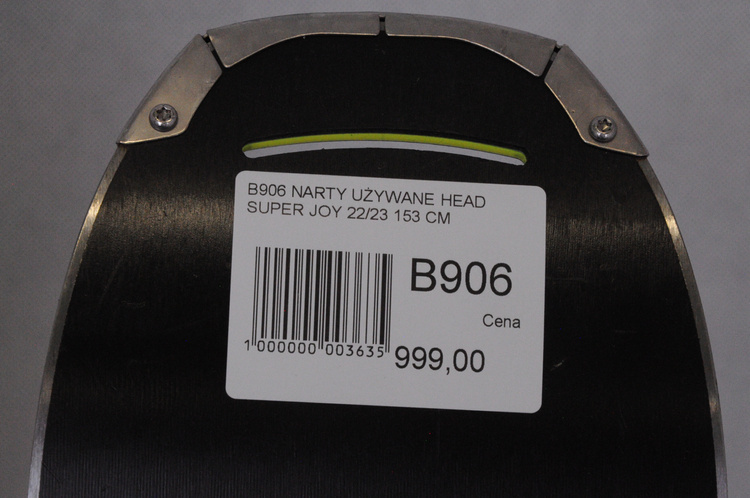 B906 NARTY UŻYWANE HEAD
SUPER JOY 22/23 153 CM
B906
Cena
1 000000 003635
999,00